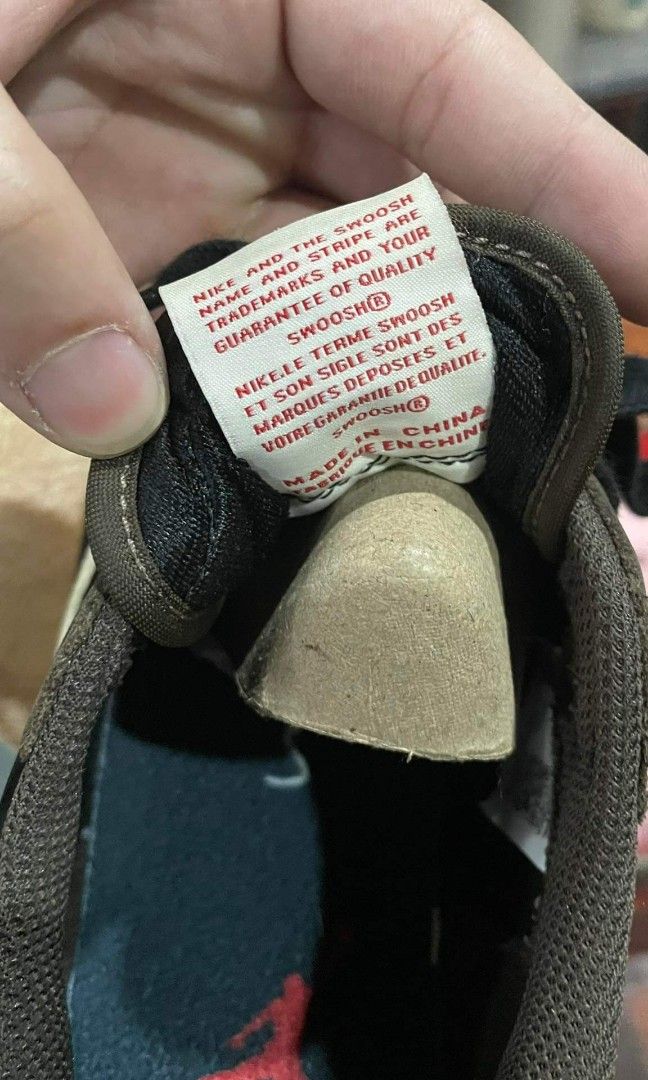 NIKE AND THE SWOOSH
NAME AND STRIPE ARE
TRADEMARKS AND YOUR
GUARANTEE OF QUALITY
SWOOSH®
NIKE.LE TERME SWOOSH
ET SON SIGLE SONT DES
MARQUES DEPOSEES ET
VOTRE GARANTIE DE QUALITE.
SWOOSH®
MADE IN CHINA
FABRIQUE EN CHINE